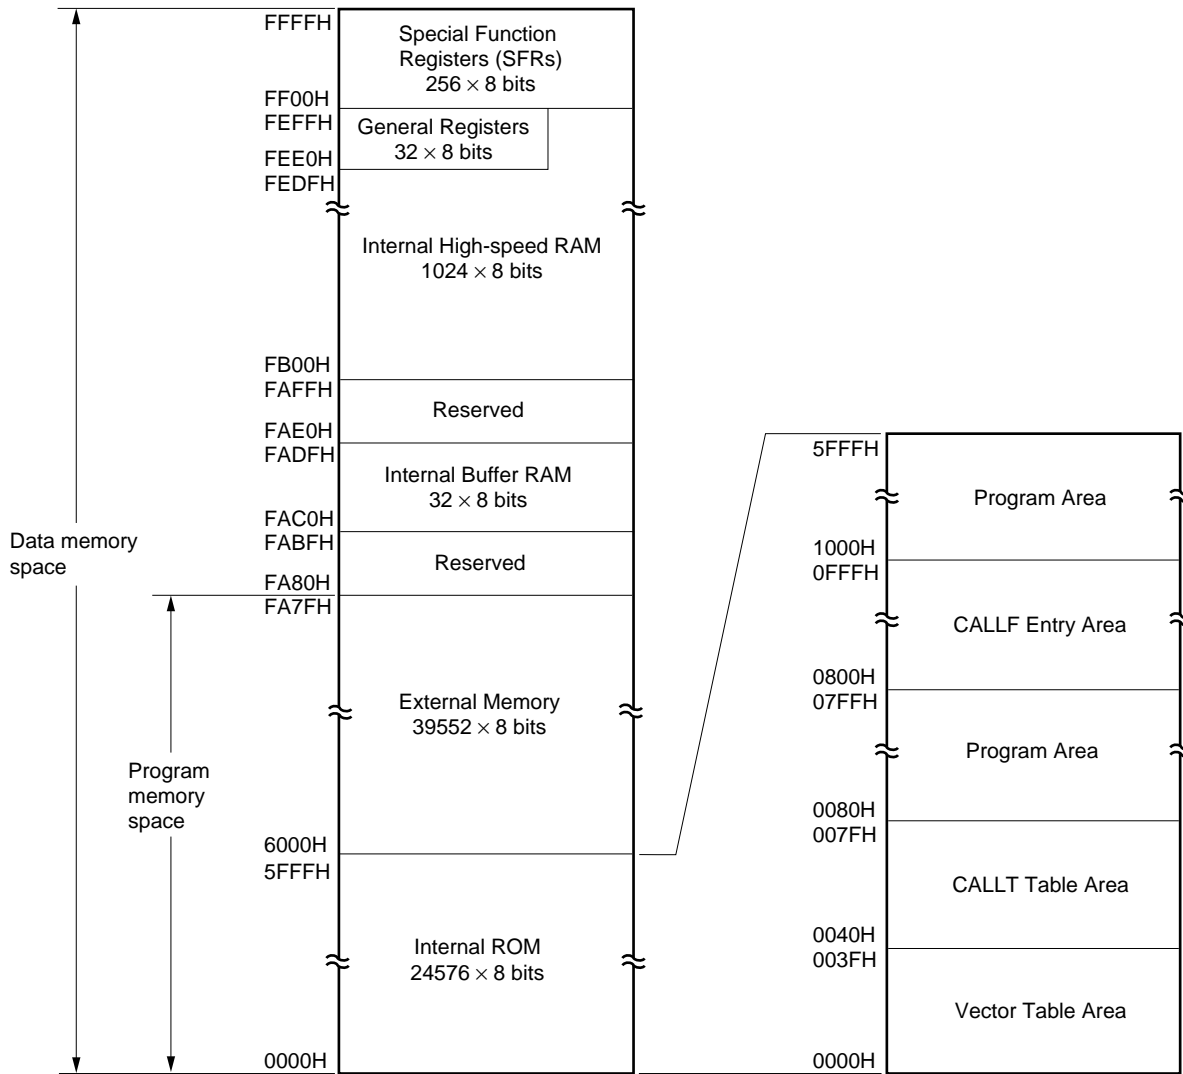 FFFFH
Special Function
Registers (SFRs)
256 × 8 bits
FF00H
FEFFH
General Registers
32 × 8 bits
FEE0H
FEDFH
Internal High-speed RAM
1024 × 8 bits
FB00H
FAFFH
Reserved
FAE0H
FADFH
Internal Buffer RAM
32 × 8 bits
FAC0H
FABFH
Reserved
FA80H
FA7FH
Data memory
space
External Memory
39552 × 8 bits
Program
memory
space
6000H
5FFFH
Internal ROM
24576 × 8 bits
0000H
5FFFH
Program Area
1000H
0FFFH
CALLF Entry Area
0800H
07FFH
Program Area
0080H
007FH
CALLT Table Area
0040H
003FH
Vector Table Area
0000H